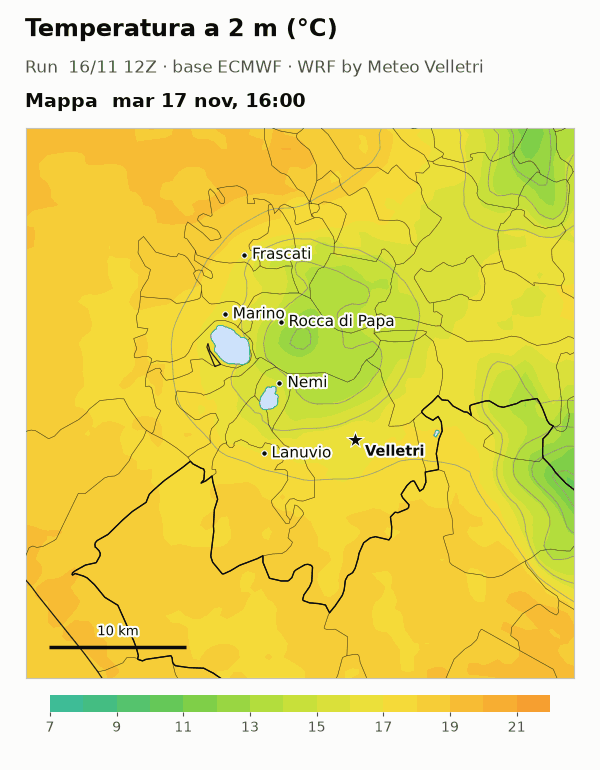 Temperatura a 2 m (°C)
Run  16/11 12Z · base ECMWF · WRF by Meteo Velletri
Mappa  mar 17 nov, 16:00
Frascati
Marino
Rocca di Papa
Nemi
Velletri
Lanuvio
10 km
7 9 11 13 15 17 19 21